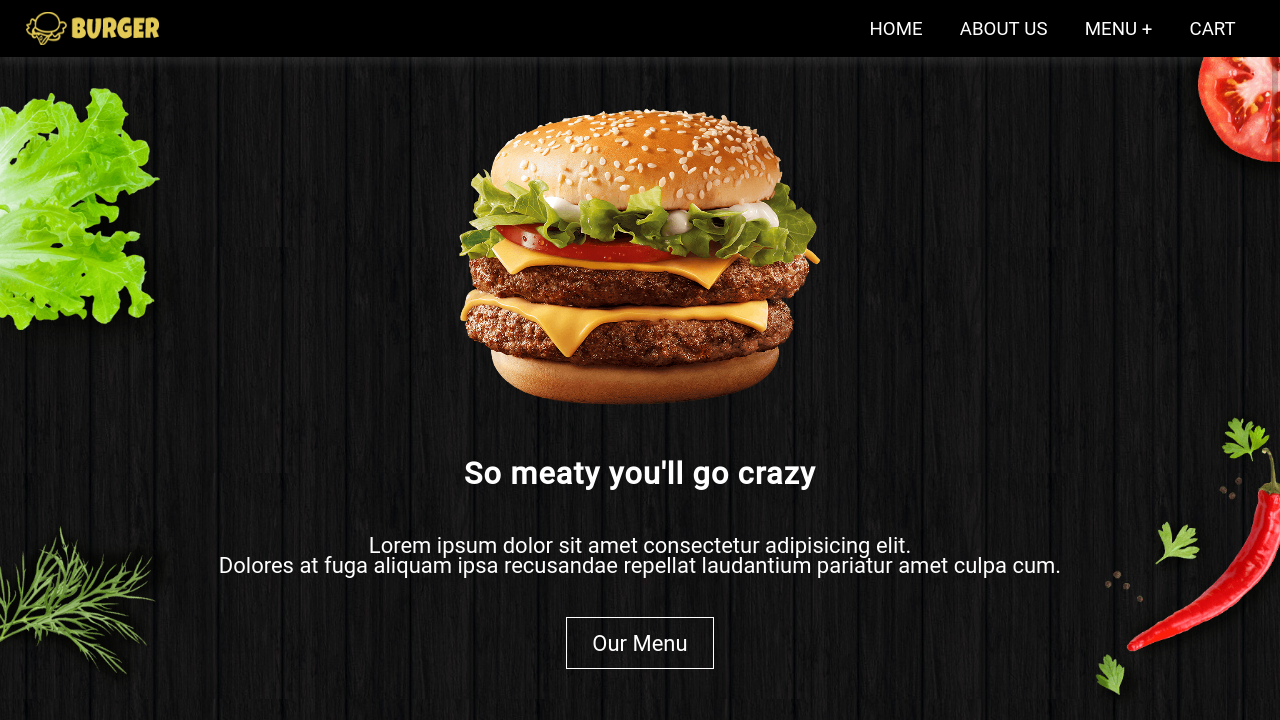 BURGER
HOME
ABOUT US
MENU +
CART
So meaty you'll go crazy
Lorem ipsum dolor sit amet consectetur adipisicing elit.
Dolores at fuga aliquam ipsa recusandae repellat laudantium pariatur amet culpa cum.
Our Menu